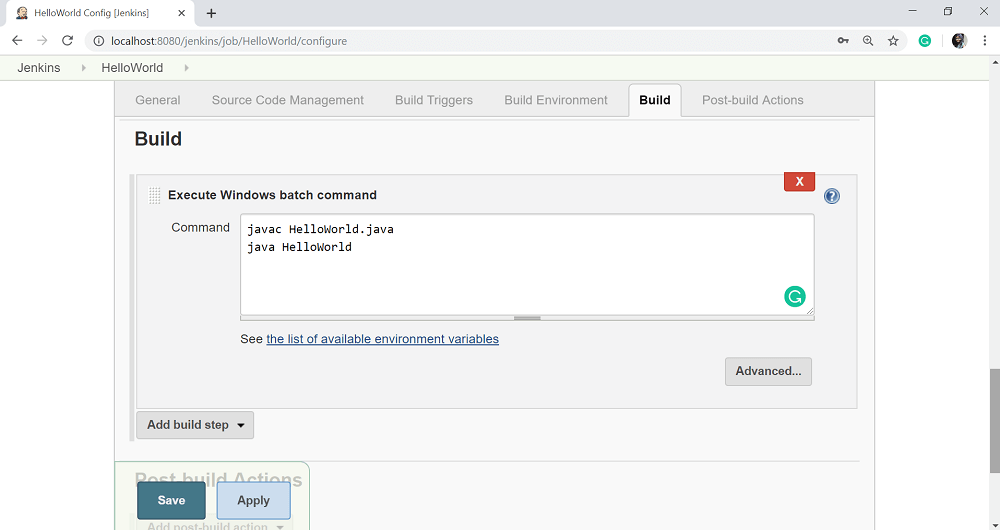 HelloWorld Config [Jenkins]
localhost:8080/jenkins/job/HelloWorld/configure
Jenkins HelloWorld
General Source Code Management Build Triggers Build Environment Build Post-build Actions
Build
X
Execute Windows batch command
Command
javac HelloWorld.java
java HelloWorld
See the list of available environment variables
Advanced...
Add build step
Post-build Actions
Save Apply
Add post-build action